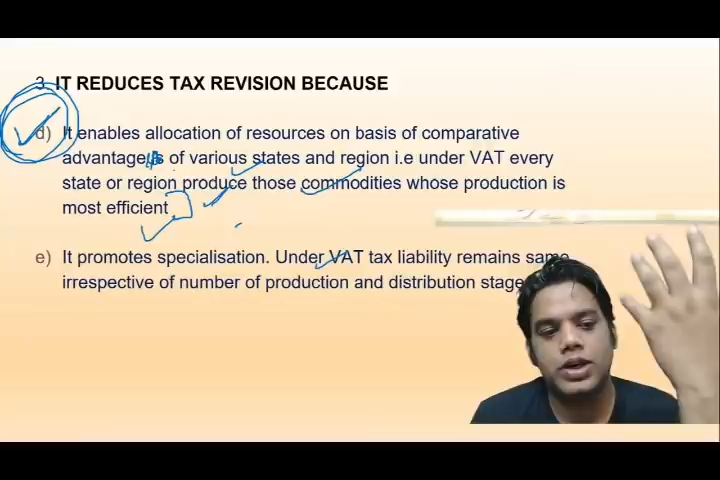 3. IT REDUCES TAX REVISION BECAUSE
d) It enables allocation of resources on basis of comparative
advantage of various states and region i.e under VAT every
state or region produce those commodities whose production is
most efficient
e) It promotes specialisation. Under VAT tax liability remains same
irrespective of number of production and distribution stage